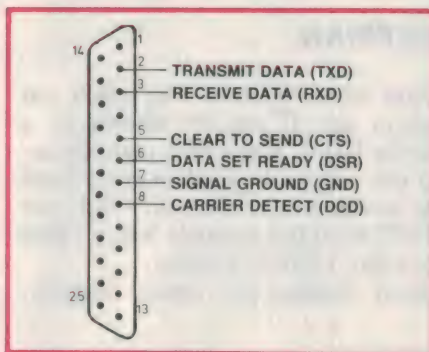 14
1
2 TRANSMIT DATA (TXD)
3 RECEIVE DATA (RXD)
5 CLEAR TO SEND (CTS)
6 DATA SET READY (DSR)
7 SIGNAL GROUND (GND)
8 CARRIER DETECT (DCD)
25
13